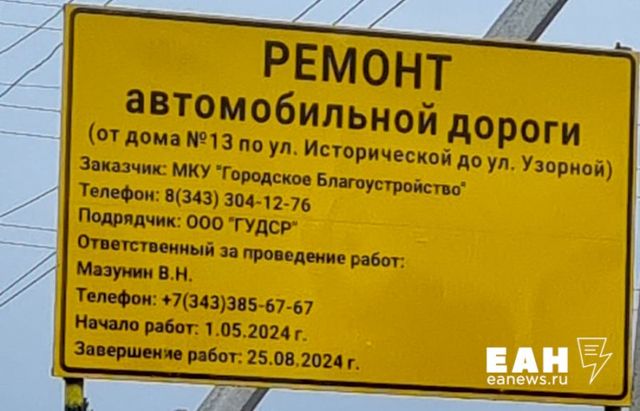 РЕМОНТ
автомобильной дороги
(от дома №13 по ул. Исторической до ул. Узорной)
Заказчик: МКУ "Городское Благоустройство"
Телефон: 8(343) 304-12-76
Подрядчик: ООО "ГУДСР"
Ответственный за проведение работ:
Мазунин В.Н.
Телефон: +7(343)385-67-67
Начало работ: 1.05.2024 г.
Завершение работ: 25.08.2024 г.
ЕАН
eanews.ru